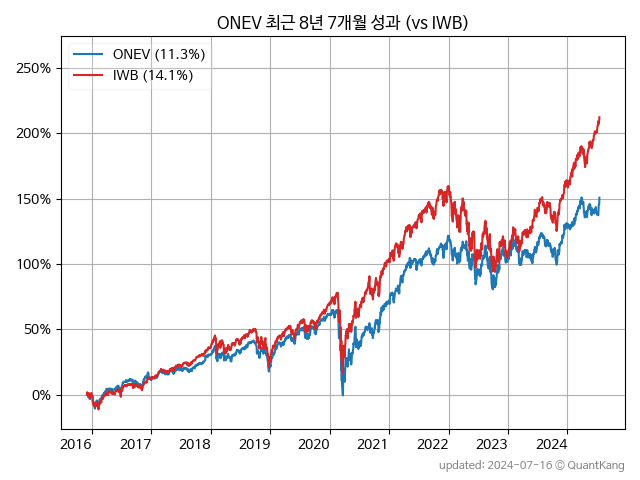 ONEV 최근 8년 7개월 성과 (vs IWB)
ONEV (11.3%)
IWB (14.1%)
250%
200%
150%
100%
50%
0%
2016 2017 2018 2019 2020 2021 2022 2023 2024
updated: 2024-07-16 © QuantKang